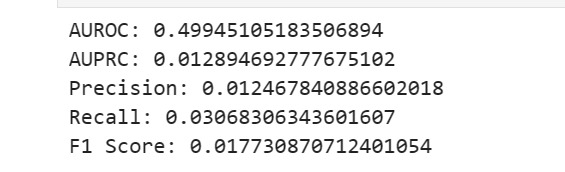 AUROC: 0.49945105183506894
AUPRC: 0.012894692777675102
Precision: 0.012467840886602018
Recall: 0.03068306343601607
F1 Score: 0.017730870712401054